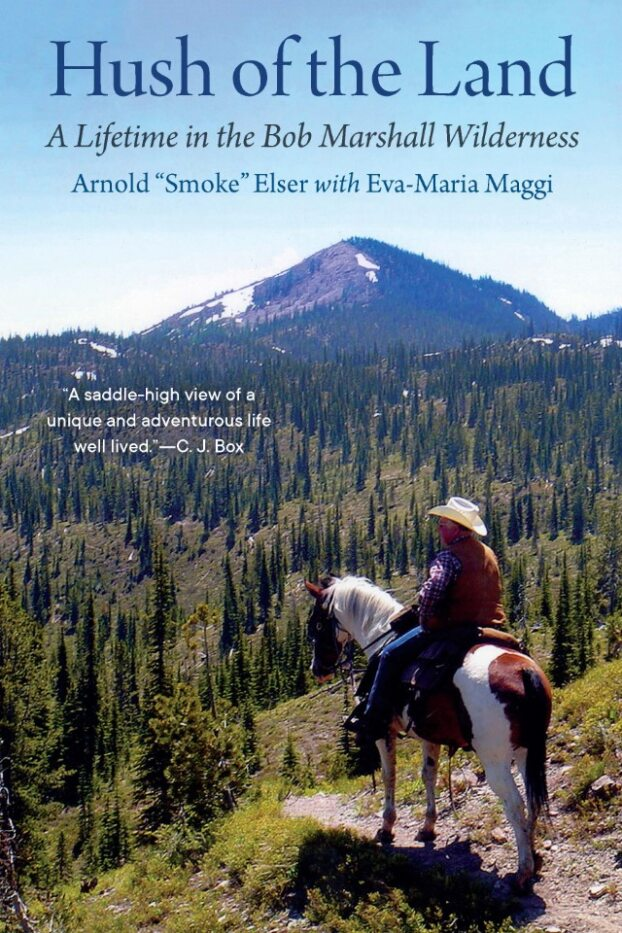 Hush of the Land
A Lifetime in the Bob Marshall Wilderness
Arnold “Smoke” Elser with Eva-Maria Maggi
“A saddle-high view of a
unique and adventurous life
well lived.”—C. J. Box